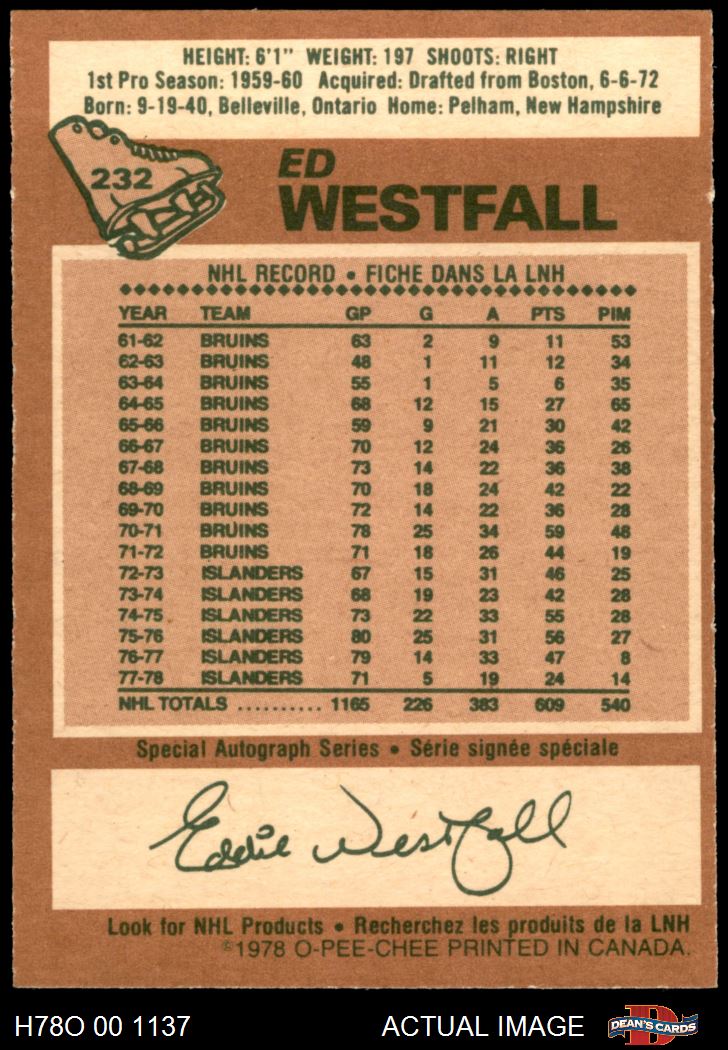 HEIGHT: 6'1" WEIGHT: 197 SHOOTS: RIGHT
1st Pro Season: 1959-60 Acquired: Drafted from Boston, 6-6-72
Born: 9-19-40, Belleville, Ontario Home: Pelham, New Hampshire
232
ED
WESTFALL
NHL RECORD • FICHE DANS LA LNH
YEAR TEAM GP G A PTS PIM
61-62 BRUINS 63 2 9 11 53
62-63 BRUINS 48 1 11 12 34
63-64 BRUINS 55 1 5 6 35
64-65 BRUINS 68 12 15 27 65
65-66 BRUINS 59 9 21 30 42
66-67 BRUINS 70 12 24 36 26
67-68 BRUINS 73 14 22 36 38
68-69 BRUINS 70 18 24 42 22
69-70 BRUINS 72 14 22 36 28
70-71 BRUINS 78 25 34 59 48
71-72 BRUINS 71 18 26 44 19
72-73 ISLANDERS 67 15 31 46 25
73-74 ISLANDERS 68 19 23 42 28
74-75 ISLANDERS 73 22 33 55 28
75-76 ISLANDERS 80 25 31 56 27
76-77 ISLANDERS 79 14 33 47 8
77-78 ISLANDERS 71 5 19 24 14
NHL TOTALS .......... 1165 226 383 609 540
Special Autograph Series • Série signée spéciale
Eddie Westfall
Look for NHL Products • Recherchez les produits de la LNH
©1978 O-PEE-CHEE PRINTED IN CANADA.
H78O 00 1137 ACTUAL IMAGE D DEAN'S CARDS